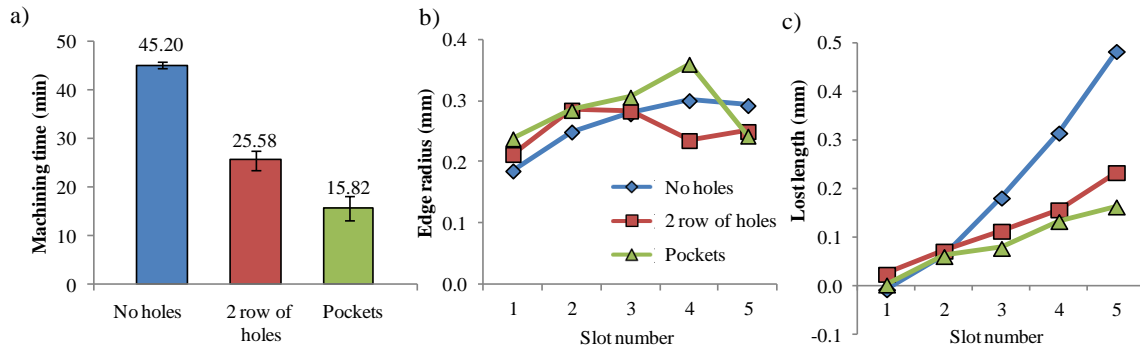 a)
50
40
30
20
10
0
Machining time (min)
45.20
25.58
15.82
No holes
2 row of
holes
Pockets
b)
0.4
0.3
0.2
0.1
0.0
Edge radius (mm)
No holes
2 row of holes
Pockets
1 2 3 4 5
Slot number
c)
0.5
0.4
0.3
0.2
0.1
0.0
-0.1
Lost length (mm)
1 2 3 4 5
Slot number